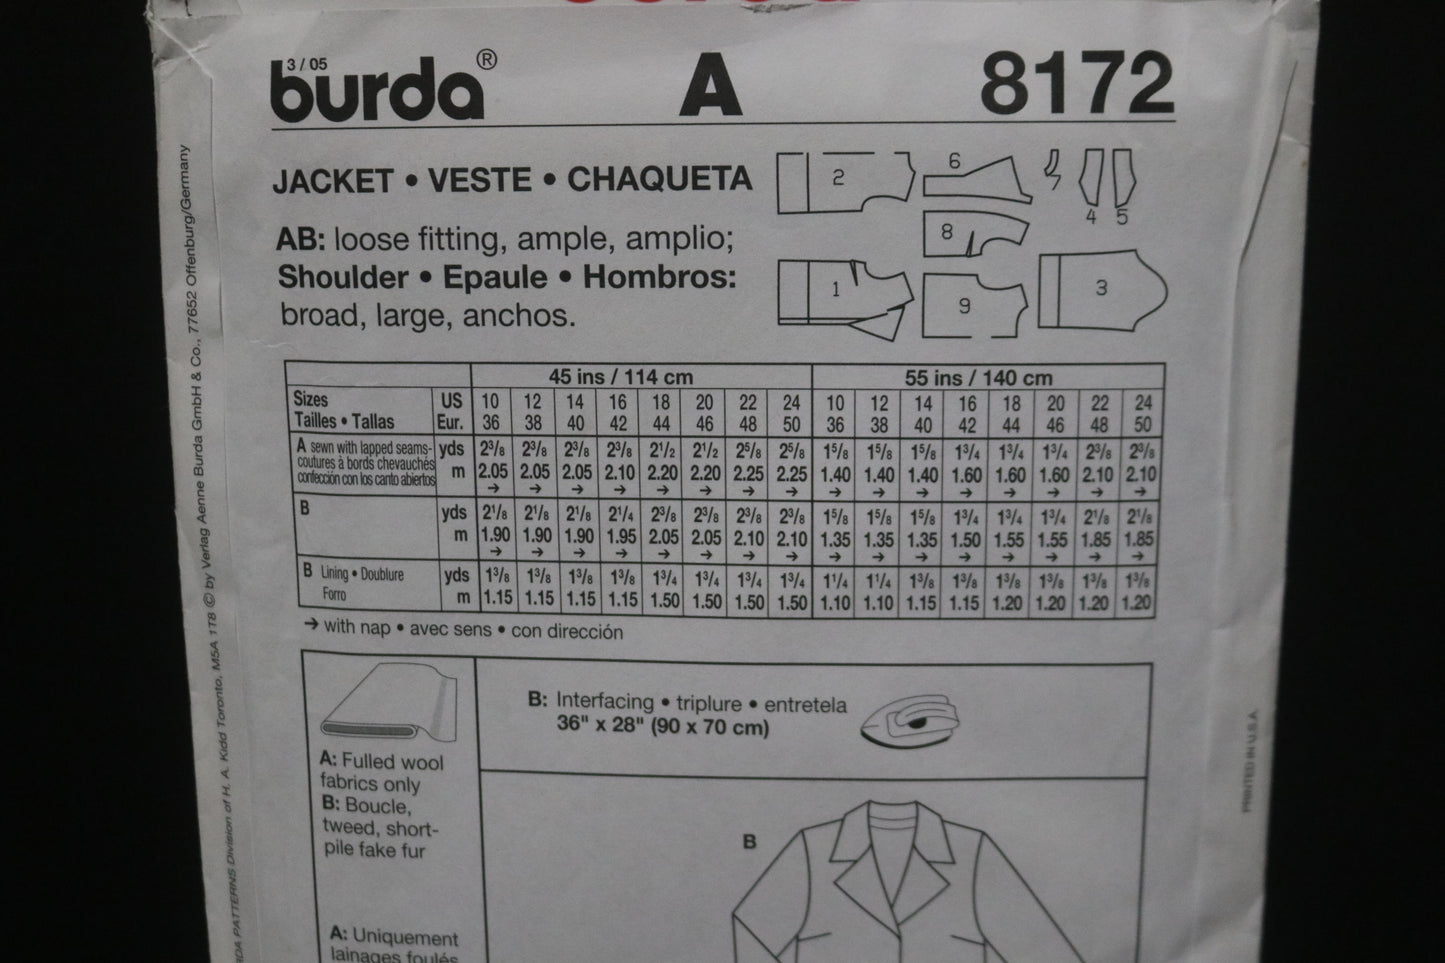 3 / 05
burda® A 8172
JACKET • VESTE • CHAQUETA
AB: loose fitting, ample, amplio;
Shoulder • Epaule • Hombros:
broad, large, anchos.
2 6 7 4 5
8
1 9 3
45 ins / 114 cm 55 ins / 140 cm
Sizes US 10 12 14 16 18 20 22 24 10 12 14 16 18 20 22 24
Tailles • Tallas Eur. 36 38 40 42 44 46 48 50 36 38 40 42 44 46 48 50
A sewn with lapped seams- yds 2³/₈ 2³/₈ 2³/₈ 2³/₈ 2¹/₂ 2¹/₂ 2⁵/₈ 2⁵/₈ 1⁵/₈ 1⁵/₈ 1⁵/₈ 1³/₄ 1³/₄ 1³/₄ 2³/₈ 2³/₈
coutures à bords chevauchés m 2.05 2.05 2.05 2.10 2.20 2.20 2.25 2.25 1.40 1.40 1.40 1.60 1.60 1.60 2.10 2.10
confección con los canto abiertos → → → → → → → → → → → → → → → →
B yds 2¹/₈ 2¹/₈ 2¹/₈ 2¹/₄ 2³/₈ 2³/₈ 2³/₈ 2³/₈ 1⁵/₈ 1⁵/₈ 1⁵/₈ 1³/₄ 1³/₄ 1³/₄ 2¹/₈ 2¹/₈
m 1.90 1.90 1.90 1.95 2.05 2.05 2.10 2.10 1.35 1.35 1.35 1.50 1.55 1.55 1.85 1.85
→ → → → → → → → → → → → → → → →
B Lining • Doublure yds 1³/₈ 1³/₈ 1³/₈ 1³/₈ 1³/₄ 1³/₄ 1³/₄ 1³/₄ 1¹/₄ 1¹/₄ 1³/₈ 1³/₈ 1³/₈ 1³/₈ 1³/₈ 1³/₈
Forro m 1.15 1.15 1.15 1.15 1.50 1.50 1.50 1.50 1.10 1.10 1.15 1.15 1.20 1.20 1.20 1.20
→ with nap • avec sens • con dirección
B: Interfacing • triplure • entretela
36" x 28" (90 x 70 cm)
A: Fulled wool
fabrics only
B: Boucle,
tweed, short-
pile fake fur
B
A: Uniquement
lainages foulés
DA PATTERNS Division of H. A. Kidd Toronto, M5A 1T8 © by Verlag Aenne Burda GmbH & Co., 77652 Offenburg/Germany
PRINTED IN U.S.A